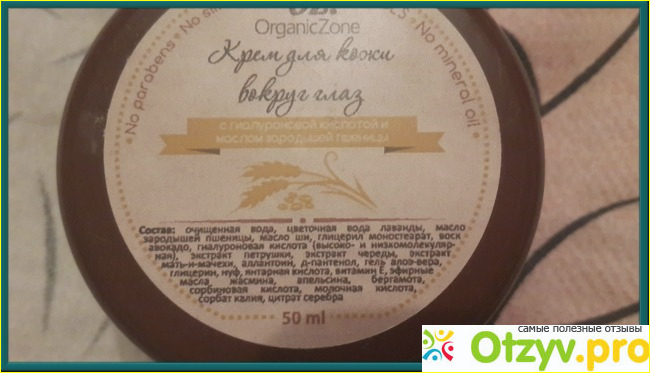 OrganicZone
No parabens • No
• No mineral oil •
Крем для кожи
вокруг глаз
с гиалуроновой кислотой и
маслом зародышей пшеницы
Состав: очищенная вода, цветочная вода лаванды, масло
зародышей пшеницы, масло ши, глицерил моностеарат, воск
авокадо, гиалуроновая кислота (высоко- и низкомолекуляр-
ная), экстракт петрушки, экстракт череды, экстракт
мать-и-мачехи, аллантоин, д-пантенол, гель алоэ-вера,
глицерин, нуф, янтарная кислота, витамин Е, эфирные
масла жасмина, апельсина, бергамота,
сорбиновая кислота, молочная кислота,
сорбат калия, цитрат серебра
50 ml
самые полезные отзывы
Otzyv.pro